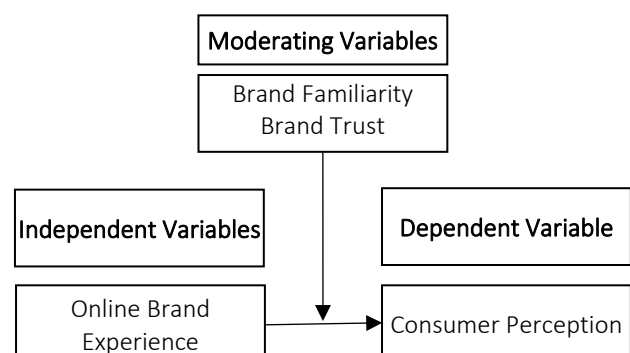 Moderating Variables
Brand Familiarity
Brand Trust
Independent Variables
Dependent Variable
Online Brand
Experience
Consumer Perception